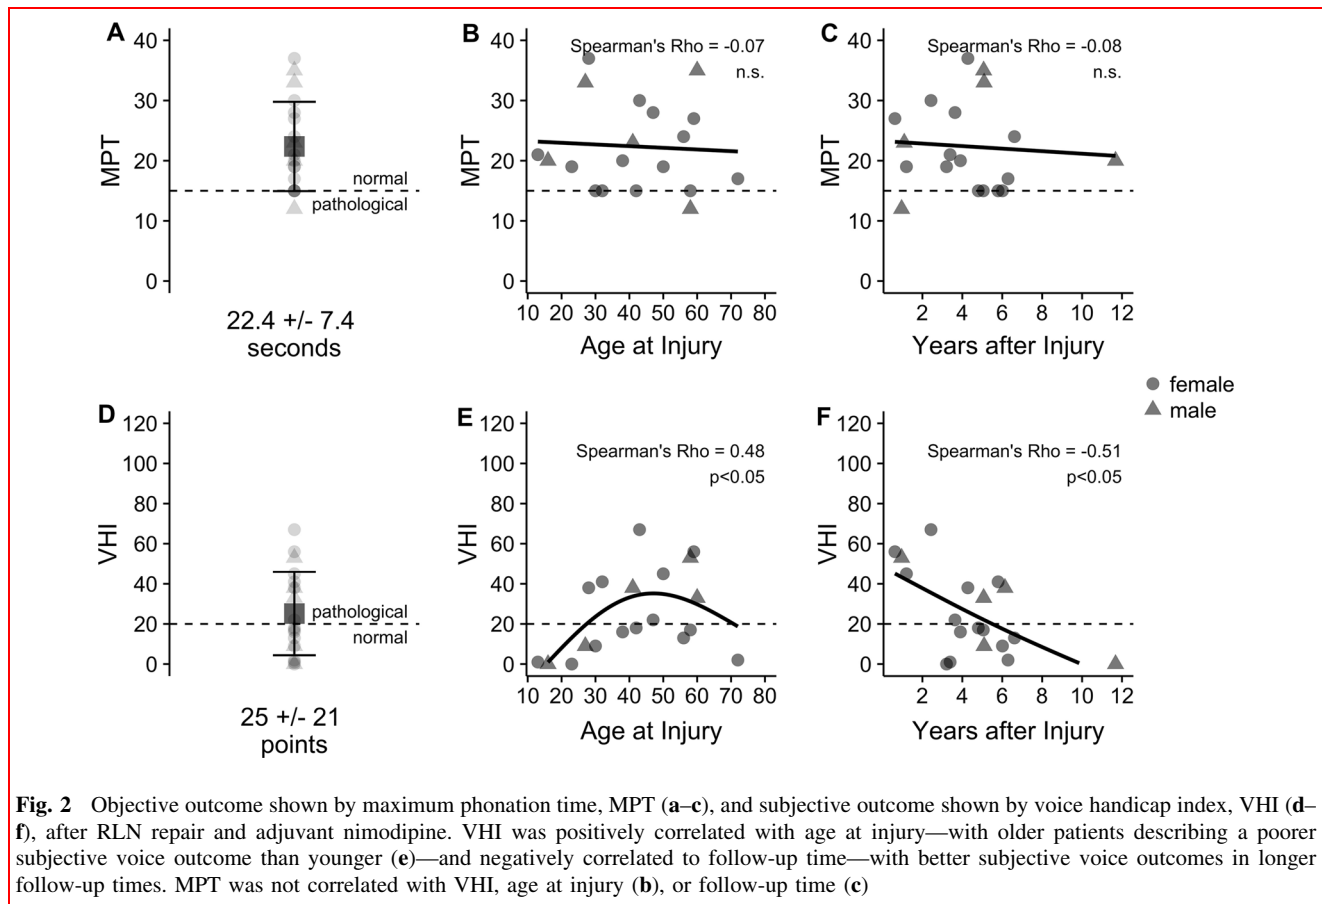 A
40
30
20
10
0
MPT
normal
pathological
22.4 +/- 7.4
seconds
B
40
30
20
10
0
MPT
Spearman's Rho = -0.07
n.s.
10 20 30 40 50 60 70 80
Age at Injury
C
40
30
20
10
0
MPT
Spearman's Rho = -0.08
n.s.
2 4 6 8 10 12
Years after Injury
female
male
D
120
100
80
60
40
20
0
VHI
pathological
normal
25 +/- 21
points
E
120
100
80
60
40
20
0
VHI
Spearman's Rho = 0.48
p<0.05
10 20 30 40 50 60 70 80
Age at Injury
F
120
100
80
60
40
20
0
VHI
Spearman's Rho = -0.51
p<0.05
2 4 6 8 10 12
Years after Injury
Fig. 2 Objective outcome shown by maximum phonation time, MPT (a–c), and subjective outcome shown by voice handicap index, VHI (d–
f), after RLN repair and adjuvant nimodipine. VHI was positively correlated with age at injury—with older patients describing a poorer
subjective voice outcome than younger (e)—and negatively correlated to follow-up time—with better subjective voice outcomes in longer
follow-up times. MPT was not correlated with VHI, age at injury (b), or follow-up time (c)